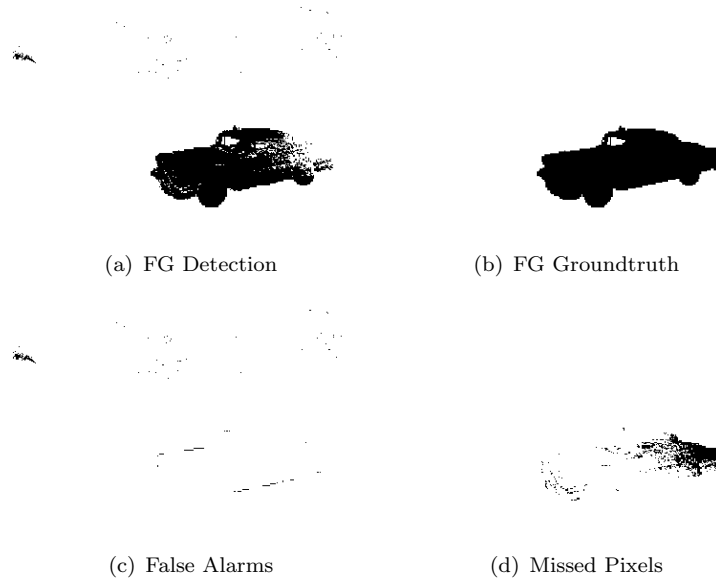 (a) FG Detection
(b) FG Groundtruth
(c) False Alarms
(d) Missed Pixels